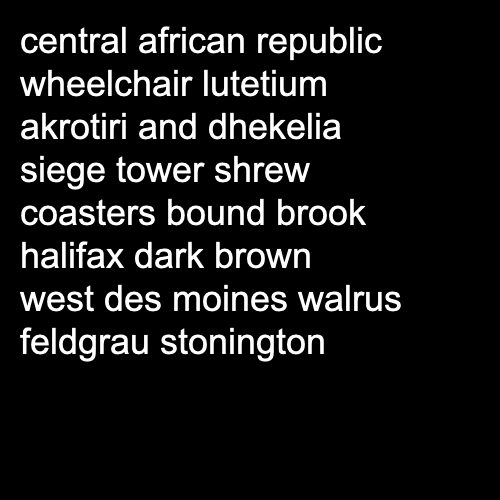 central african republic
wheelchair lutetium
akrotiri and dhekelia
siege tower shrew
coasters bound brook
halifax dark brown
west des moines walrus
feldgrau stonington